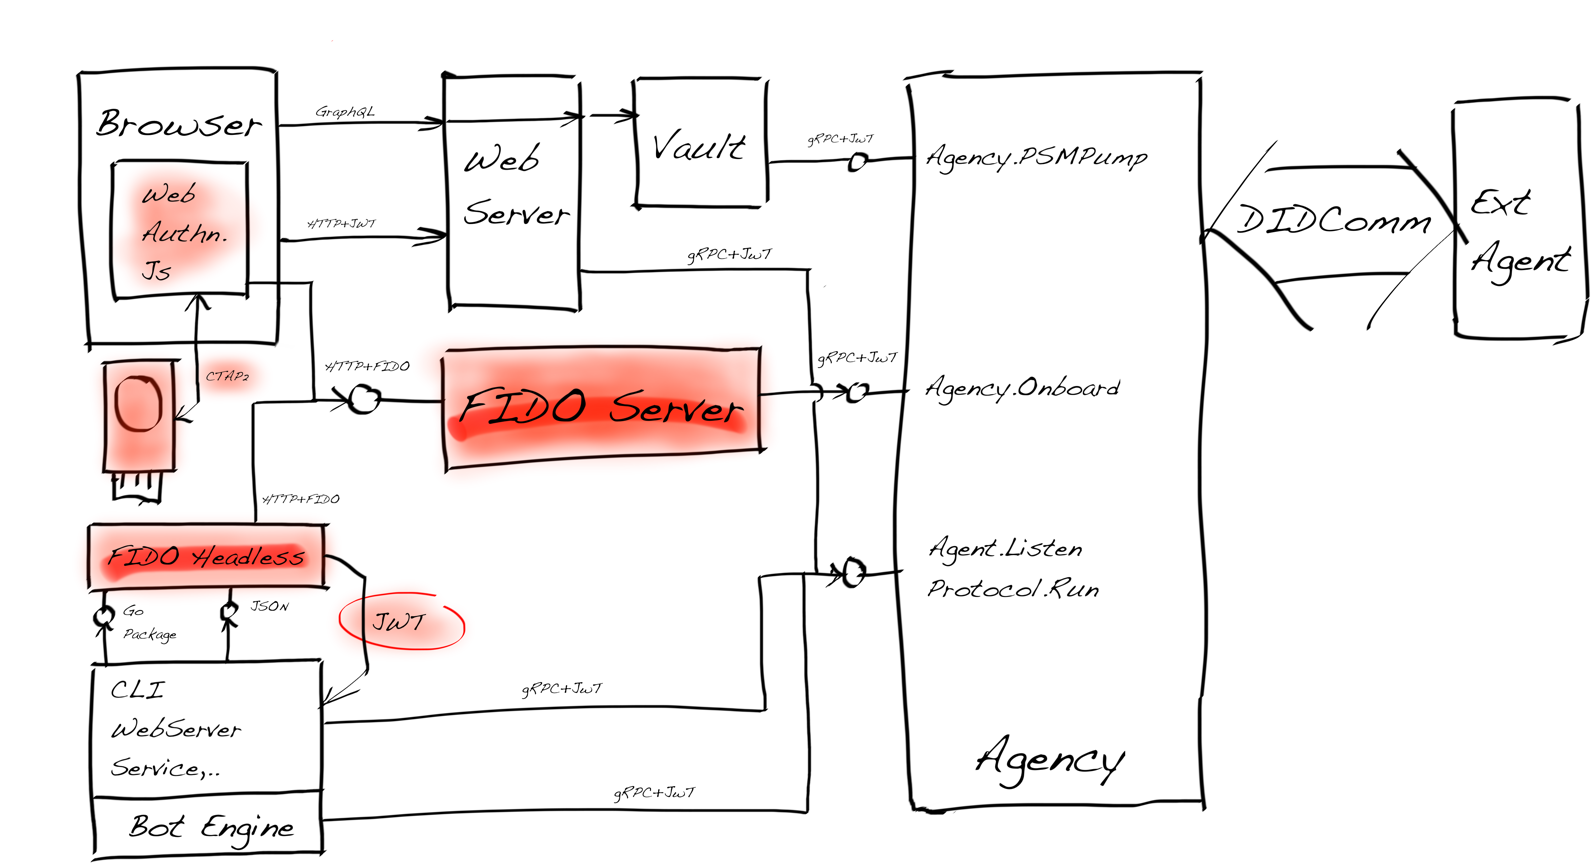 Browser
GraphQL
Web
Server
Vault
gRPC+JWT
Agency.PSMPump
Web
Authn.
Js
HTTP+JWT
gRPC+JWT
DIDComm
Ext
Agent
CTAP2
HTTP+FIDO
FIDO Server
gRPC+JWT
Agency.Onboard
HTTP+FIDO
FIDO Headless
Go
Package
JSON
JWT
Agent.Listen
Protocol.Run
CLI
WebServer
Service,..
gRPC+JWT
Bot Engine
gRPC+JWT
Agency